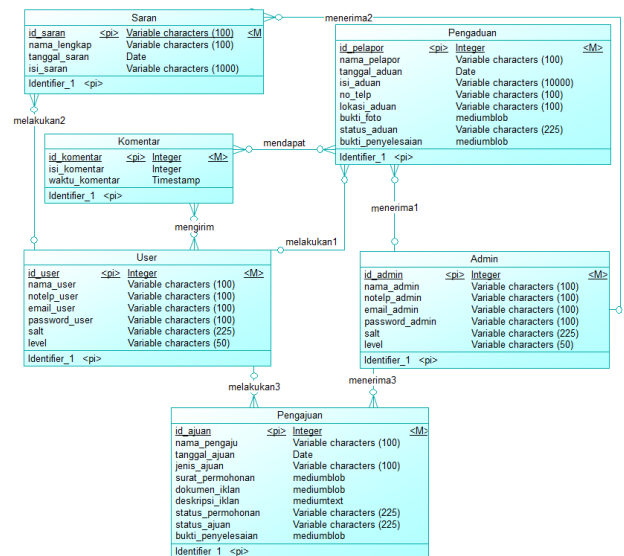 Saran
id_saran <pi> Variable characters (100) <M
nama_lengkap Variable characters (100)
tanggal_saran Date
isi_saran Variable characters (1000)
Identifier_1 <pi>
menerima2
Pengaduan
id_pelapor <pi> Integer <M>
nama_pelapor Variable characters (100)
tanggal_aduan Date
isi_aduan Variable characters (10000)
no_telp Variable characters (100)
lokasi_aduan Variable characters (100)
bukti_foto mediumblob
status_aduan Variable characters (225)
bukti_penyelesaian mediumblob
Identifier_1 <pi>
melakukan2
Komentar
id_komentar <pi> Integer <M>
isi_komentar Integer
waktu_komentar Timestamp
Identifier_1 <pi>
mendapat
mengirim
menerima1
melakukan1
User
id_user <pi> Integer <M>
nama_user Variable characters (100)
notelp_user Variable characters (100)
email_user Variable characters (100)
password_user Variable characters (100)
salt Variable characters (225)
level Variable characters (50)
Identifier_1 <pi>
Admin
id_admin <pi> Integer <M>
nama_admin Variable characters (100)
notelp_admin Variable characters (100)
email_admin Variable characters (100)
password_admin Variable characters (100)
salt Variable characters (225)
level Variable characters (50)
Identifier_1 <pi>
melakukan3
menerima3
Pengajuan
id_ajuan <pi> Integer <M>
nama_pengaju Variable characters (100)
tanggal_ajuan Date
jenis_ajuan Variable characters (100)
surat_permohonan mediumblob
dokumen_iklan mediumblob
deskripsi_iklan mediumtext
status_permohonan Variable characters (225)
status_ajuan Variable characters (225)
bukti_penyelesaian mediumblob
Identifier_1 <pi>